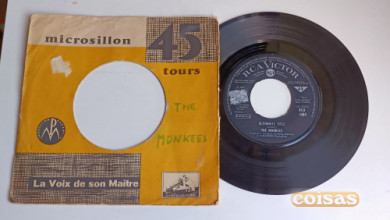 microsillon
45
tours
THE
MONKEES
La Voix de son Maître
RCA VICTOR
THE MONKEES
coisas